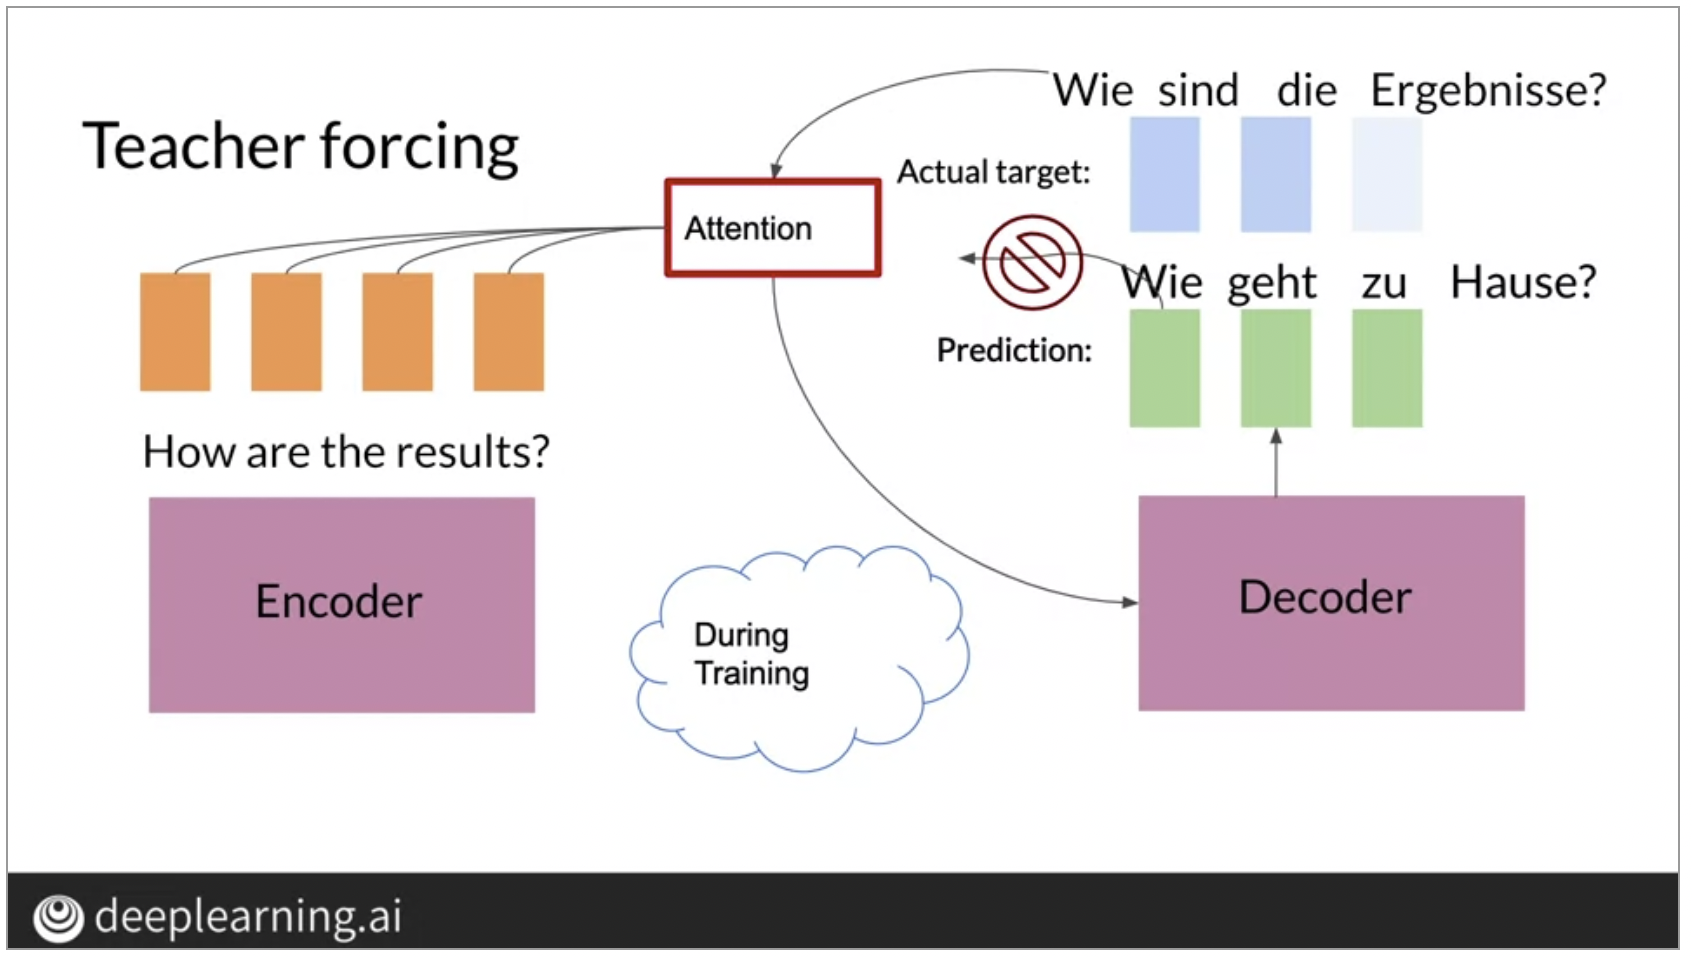 Teacher forcing
Wie sind die Ergebnisse?
Actual target:
Attention
Wie geht zu Hause?
Prediction:
How are the results?
Encoder
During
Training
Decoder
deeplearning.ai